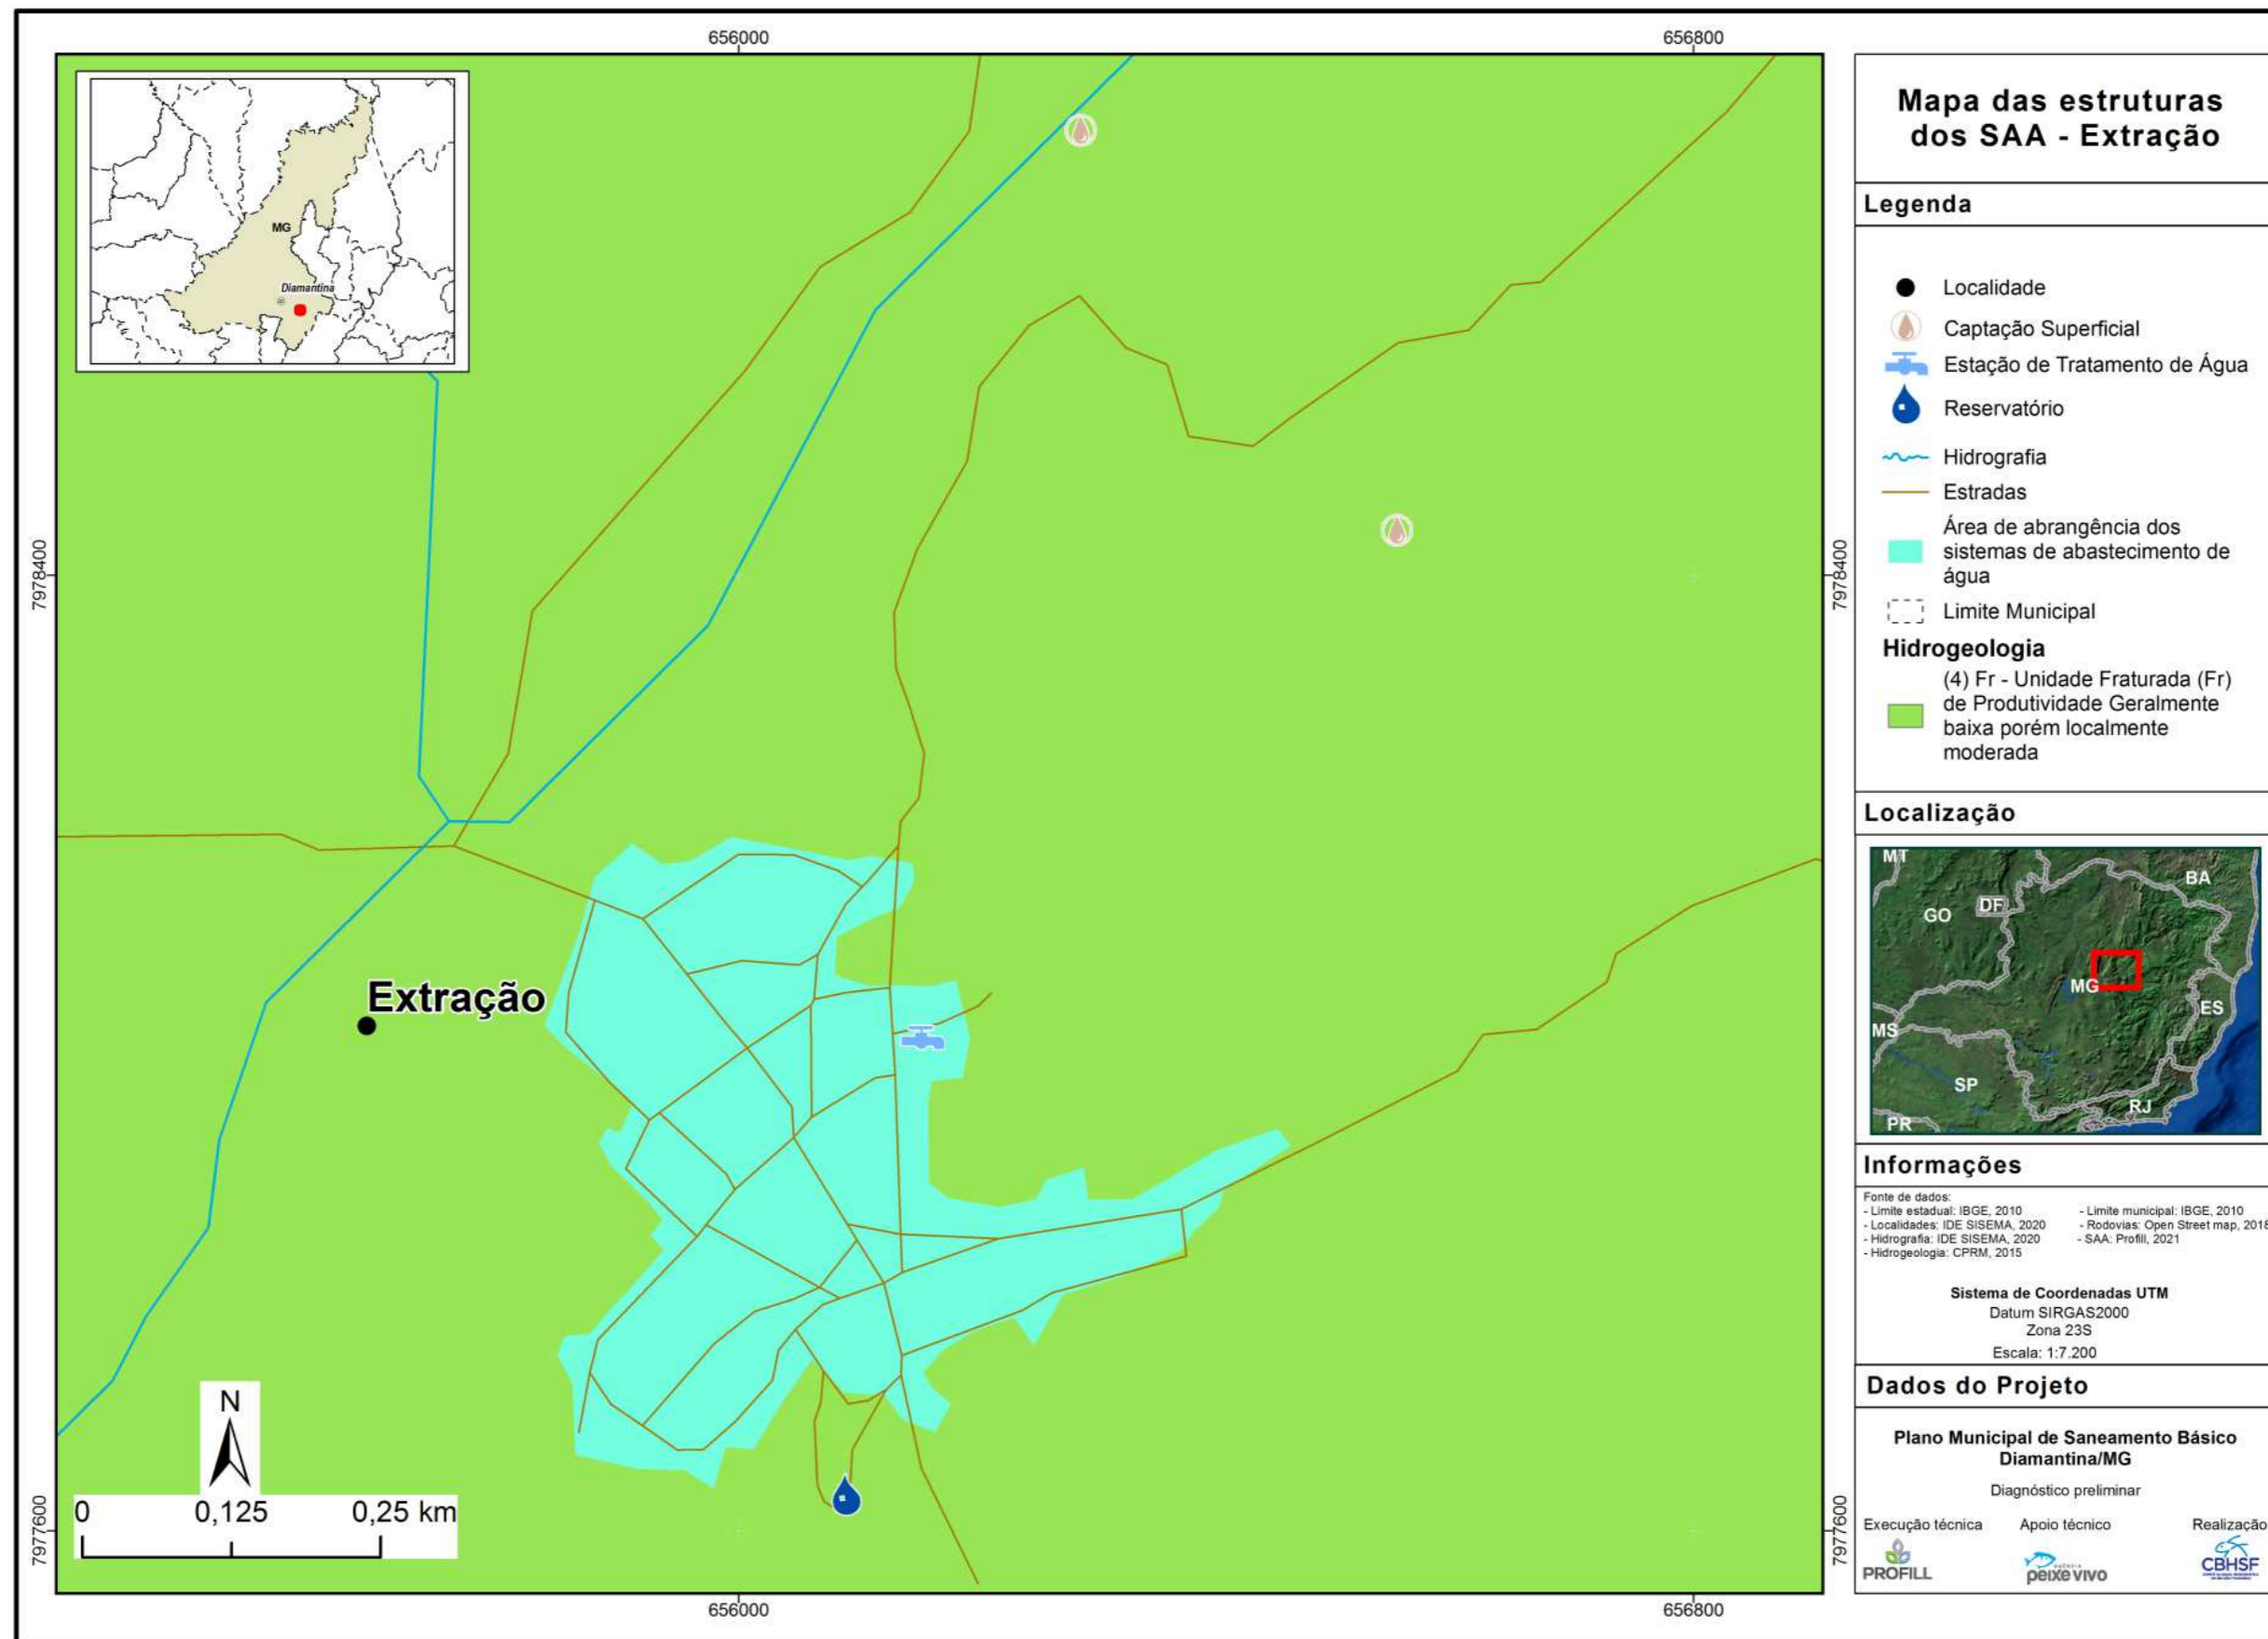 656000
656800
MG
Diamantina
7978400
7978400
Extração
N
0
0,125
0,25 km
7977600
7977600
656000
656800
Mapa das estruturas
dos SAA - Extração
Legenda
Localidade
Captação Superficial
Estação de Tratamento de Água
Reservatório
Hidrografia
Estradas
Área de abrangência dos
sistemas de abastecimento de
água
Limite Municipal
Hidrogeologia
(4) Fr - Unidade Fraturada (Fr)
de Produtividade Geralmente
baixa porém localmente
moderada
Localização
MT
BA
DF
GO
MG
ES
MS
SP
RJ
PR
Informações
Fonte de dados:
- Limite estadual: IBGE, 2010
- Localidades: IDE SISEMA, 2020
- Hidrografia: IDE SISEMA, 2020
- Hidrogeologia: CPRM, 2015
- Limite municipal: IBGE, 2010
- Rodovias: Open Street map, 2018
- SAA: Profill, 2021
Sistema de Coordenadas UTM
Datum SIRGAS2000
Zona 23S
Escala: 1:7.200
Dados do Projeto
Plano Municipal de Saneamento Básico
Diamantina/MG
Diagnóstico preliminar
Execução técnica
Apoio técnico
Realização
PROFILL
AGÊNCIA
peixe vivo
CBHSF